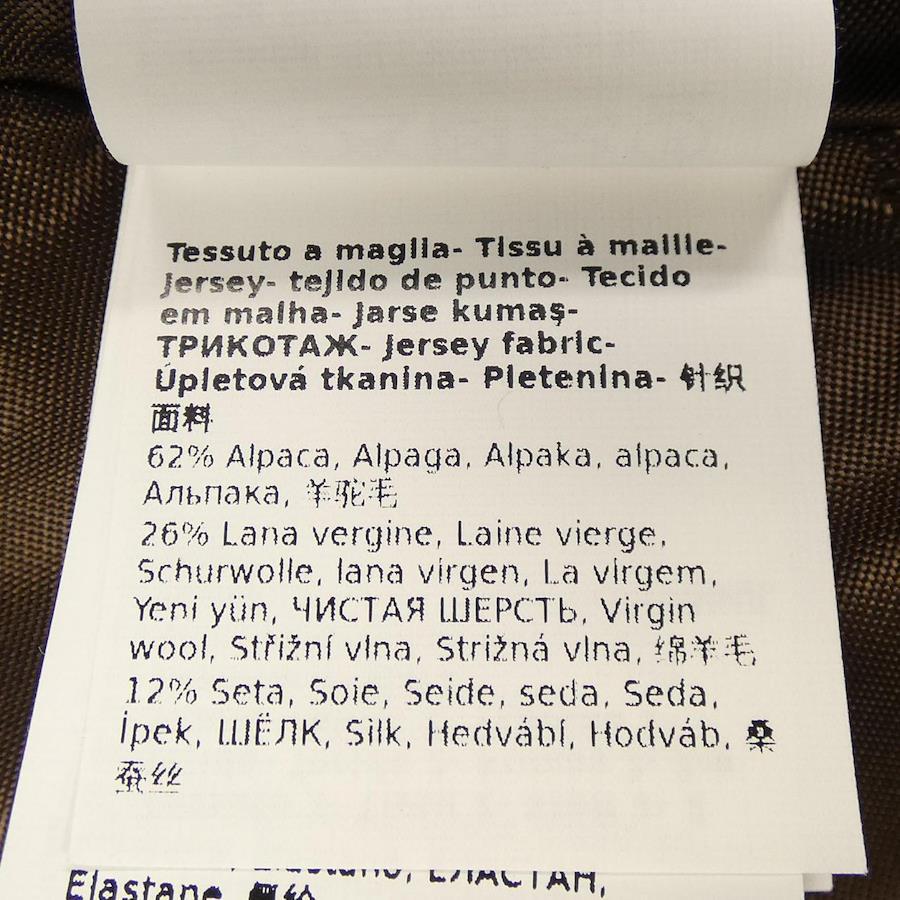 Tessuto a maglia- Tissu à maille-
Jersey- tejido de punto- Tecido
em malha- Jarse kumaş-
ТРИКОТАЖ- Jersey fabric-
Úpletová tkanina- Pletenina- 针织
面料
62% Alpaca, Alpaga, Alpaka, alpaca,
Альпака, 羊驼毛
26% Lana vergine, Laine vierge,
Schurwolle, lana virgen, La virgem,
Yeni yün, ЧИСТАЯ ШЕРСТЬ, Virgin
wool, Střižní vlna, Strižná vlna, 绵羊毛
12% Seta, Soie, Seide, seda, Seda,
İpek, ШЁЛК, Silk, Hedvábí, Hodváb, 桑
蚕丝
ЕЛАСТАН,
Elastane,